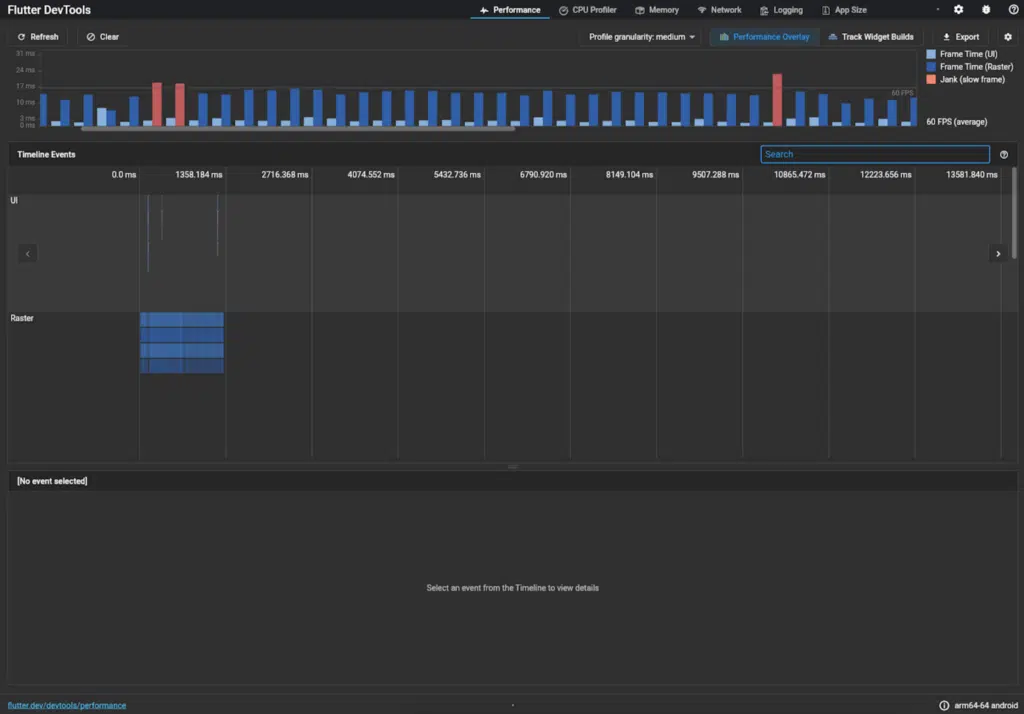 Flutter DevTools
Performance CPU Profiler Memory Network Logging App Size
Refresh Clear Profile granularity: medium Performance Overlay Track Widget Builds Export
31 ms
24 ms
17 ms
10 ms
3 ms
0 ms
60 FPS
Frame Time (UI)
Frame Time (Raster)
Jank (slow frame)
60 FPS (average)
Timeline Events Search
0.0 ms 1358.184 ms 2716.368 ms 4074.552 ms 5432.736 ms 6790.920 ms 8149.104 ms 9507.288 ms 10865.472 ms 12223.656 ms 13581.840 ms
UI
Raster
[No event selected]
Select an event from the Timeline to view details
flutter.dev/devtools/performance arm64-64 android